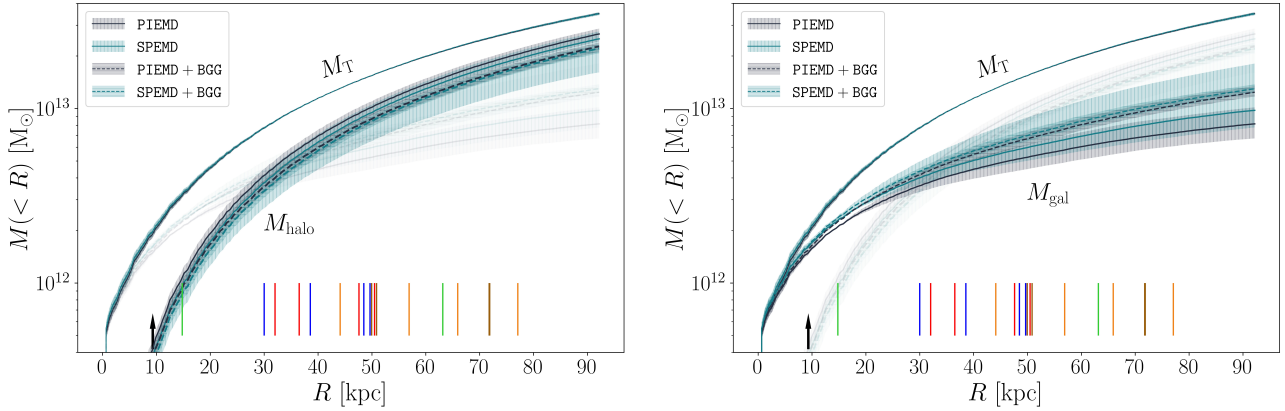 PIEMD
SPEMD
PIEMD + BGG
SPEMD + BGG
M_T
M_halo
M(< R) [M_⊙]
10^13
10^12
0 10 20 30 40 50 60 70 80 90
R [kpc]
PIEMD
SPEMD
PIEMD + BGG
SPEMD + BGG
M_T
M_gal
M(< R) [M_⊙]
10^13
10^12
0 10 20 30 40 50 60 70 80 90
R [kpc]